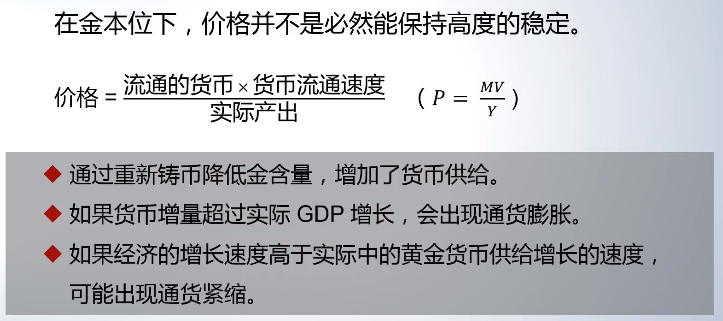 在金本位下，价格并不是必然能保持高度的稳定。
价格 = 流通的货币 × 货币流通速度 / 实际产出 （ P = MV / Y ）
◆ 通过重新铸币降低金含量，增加了货币供给。
◆ 如果货币增量超过实际 GDP 增长，会出现通货膨胀。
◆ 如果经济的增长速度高于实际中的黄金货币供给增长的速度，
可能出现通货紧缩。